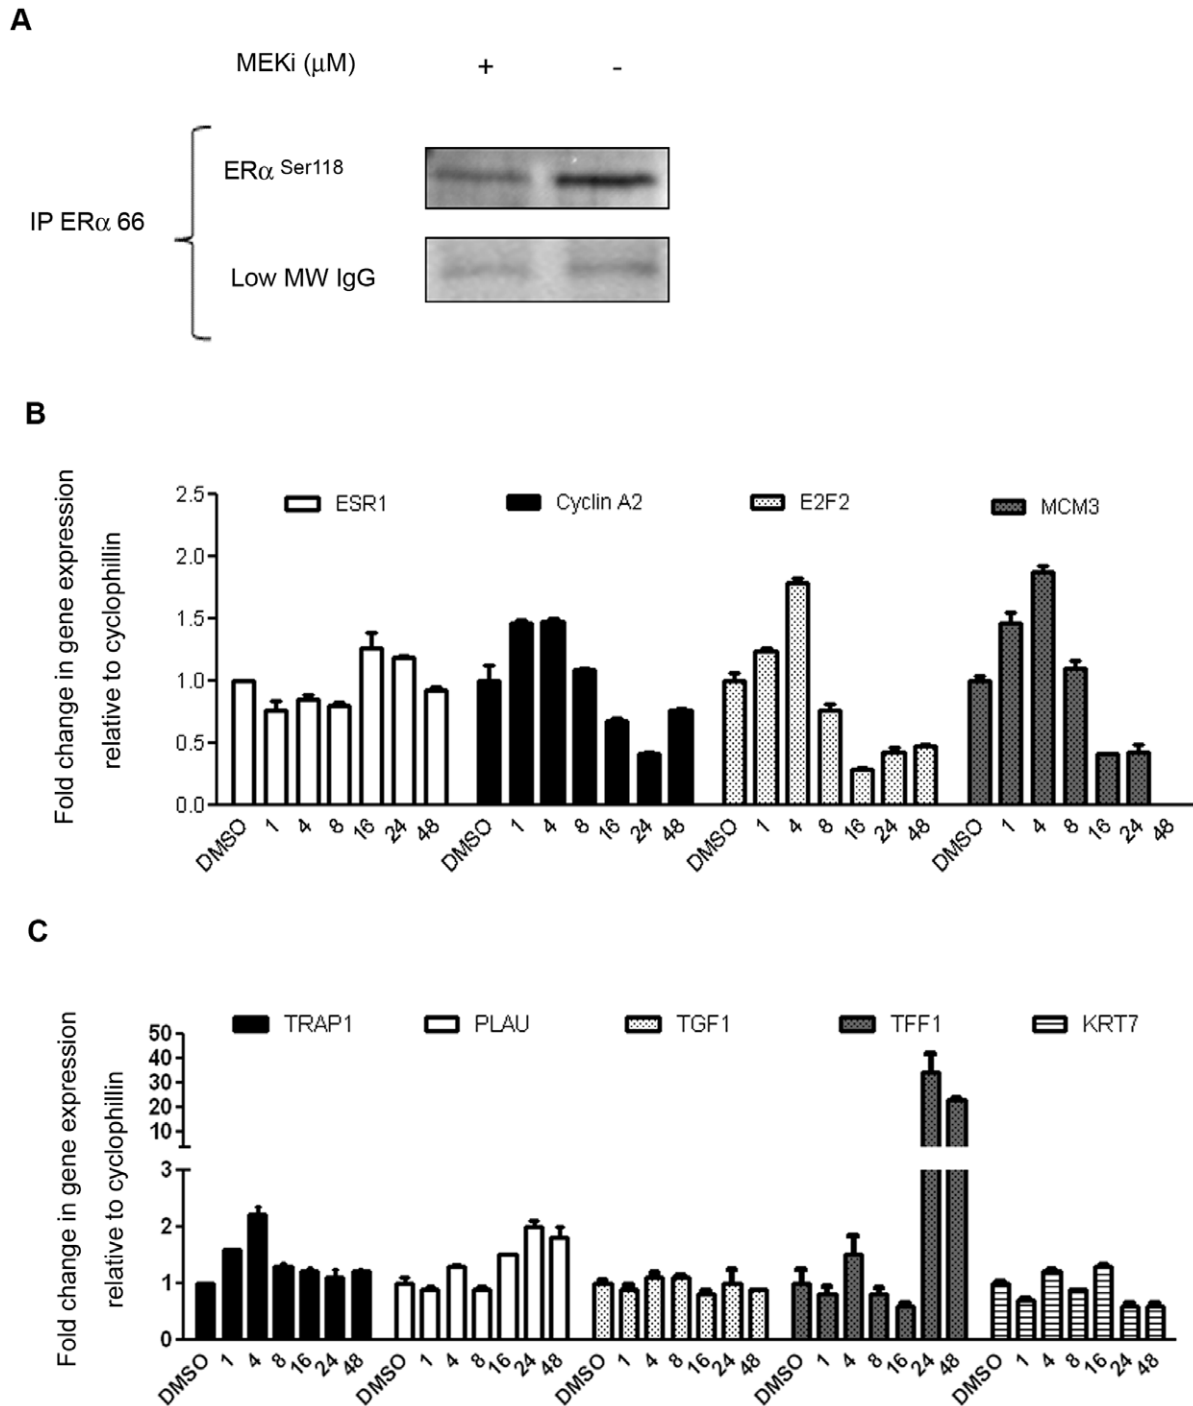 A
MEKi (μM) + -
ERα Ser118
IP ERα 66
Low MW IgG
B
Fold change in gene expression
relative to cyclophillin
ESR1 Cyclin A2 E2F2 MCM3
2.5
2.0
1.5
1.0
0.5
0.0
DMSO 1 4 8 16 24 48 DMSO 1 4 8 16 24 48 DMSO 1 4 8 16 24 48 DMSO 1 4 8 16 24 48
C
Fold change in gene expression
relative to cyclophillin
TRAP1 PLAU TGF1 TFF1 KRT7
50
40
30
20
10
3
2
1
0
DMSO 1 4 8 16 24 48 DMSO 1 4 8 16 24 48 DMSO 1 4 8 16 24 48 DMSO 1 4 8 16 24 48 DMSO 1 4 8 16 24 48